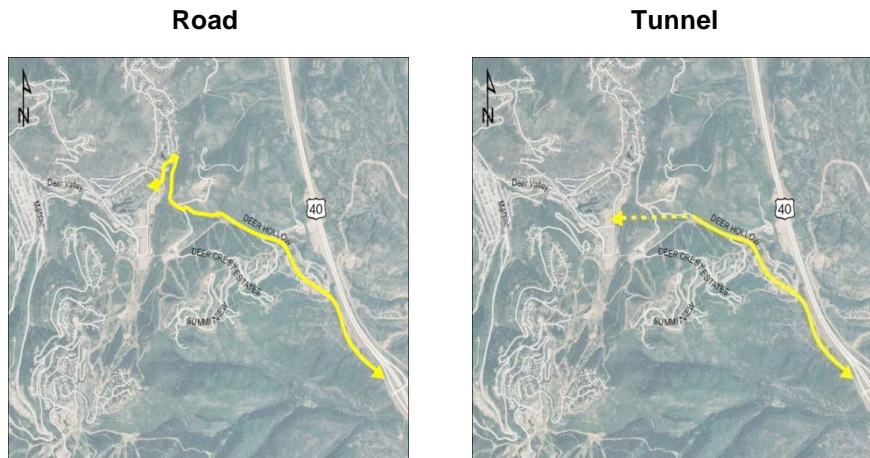 Road
Tunnel
N
Deer Valley
Marsac
40
DEER HOLLOW
DEER CREST ESTATES
SUMMIT VIEW
N
Deer Valley
Marsac
40
DEER HOLLOW
DEER CREST ESTATES
SUMMIT VIEW